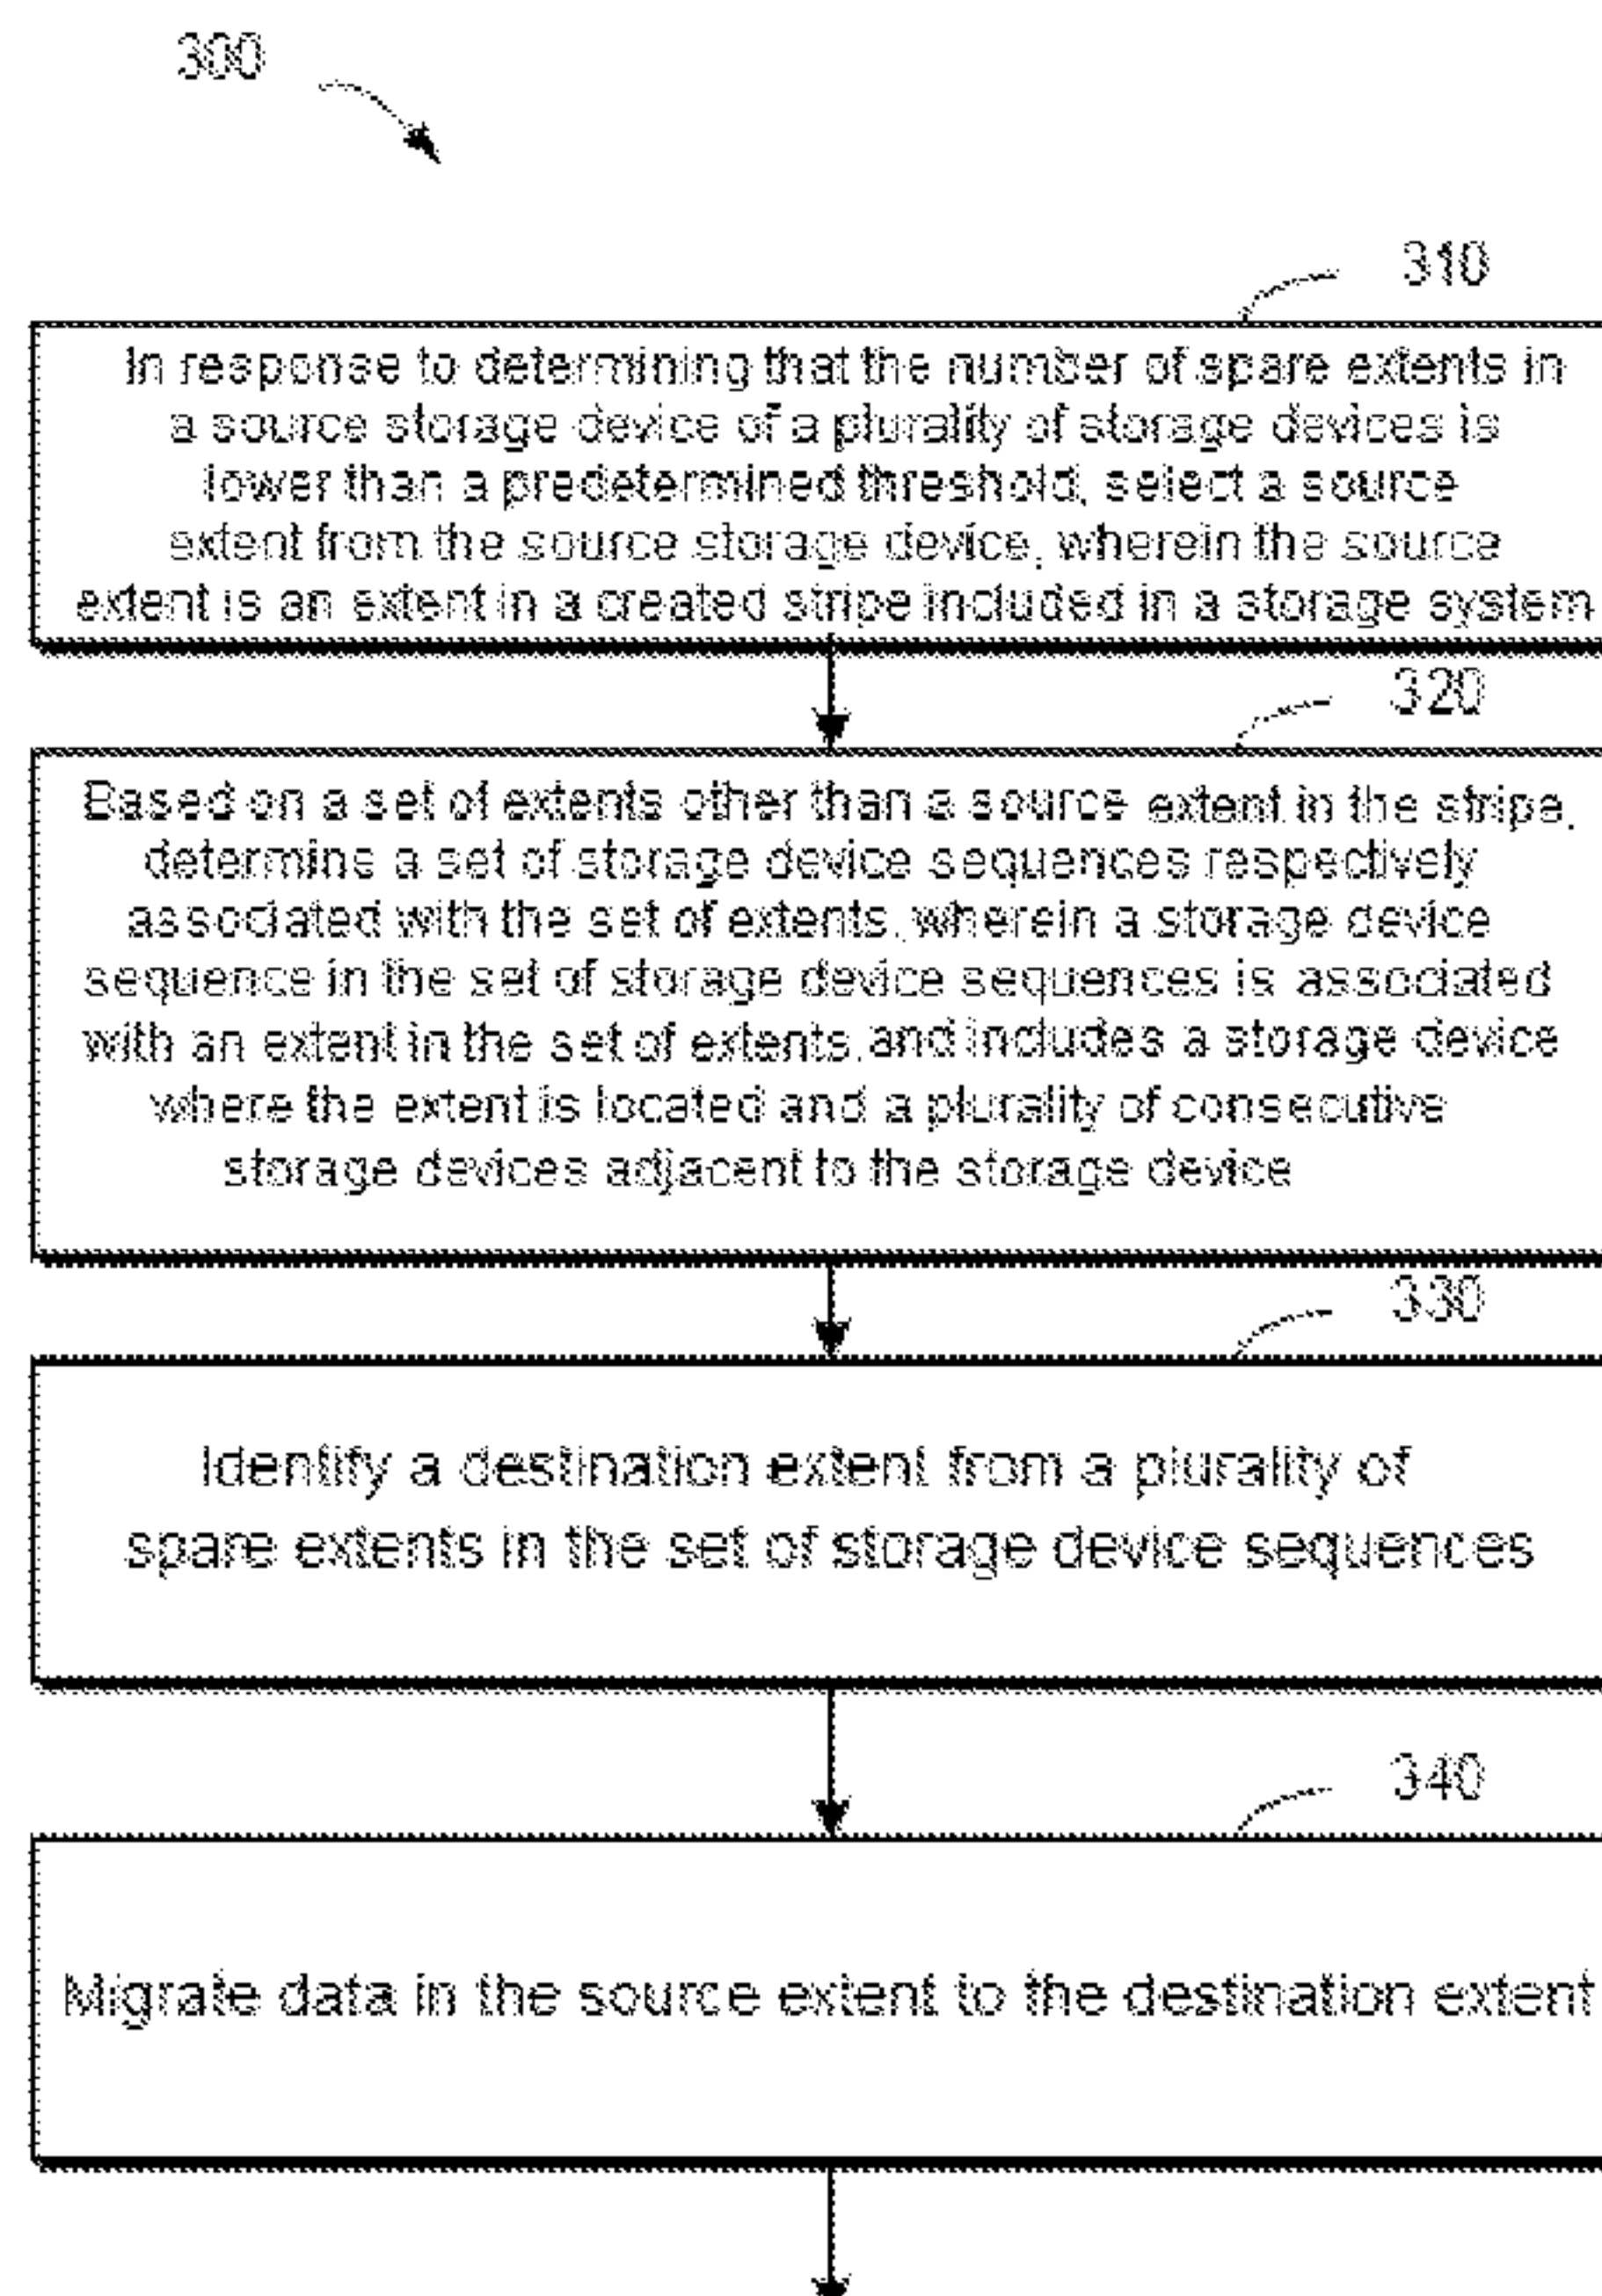 300
310
In response to determining that the number of spare extents in
a source storage device of a plurality of storage devices is
lower than a predetermined threshold, select a source
extent from the source storage device, wherein the source
extent is an extent in a created stripe included in a storage system
320
Based on a set of extents other than a source extent in the stripe,
determine a set of storage device sequences respectively
associated with the set of extents, wherein a storage device
sequence in the set of storage device sequences is associated
with an extent in the set of extents, and includes a storage device
where the extent is located and a plurality of consecutive
storage devices adjacent to the storage device
330
Identify a destination extent from a plurality of
spare extents in the set of storage device sequences
340
Migrate data in the source extent to the destination extent